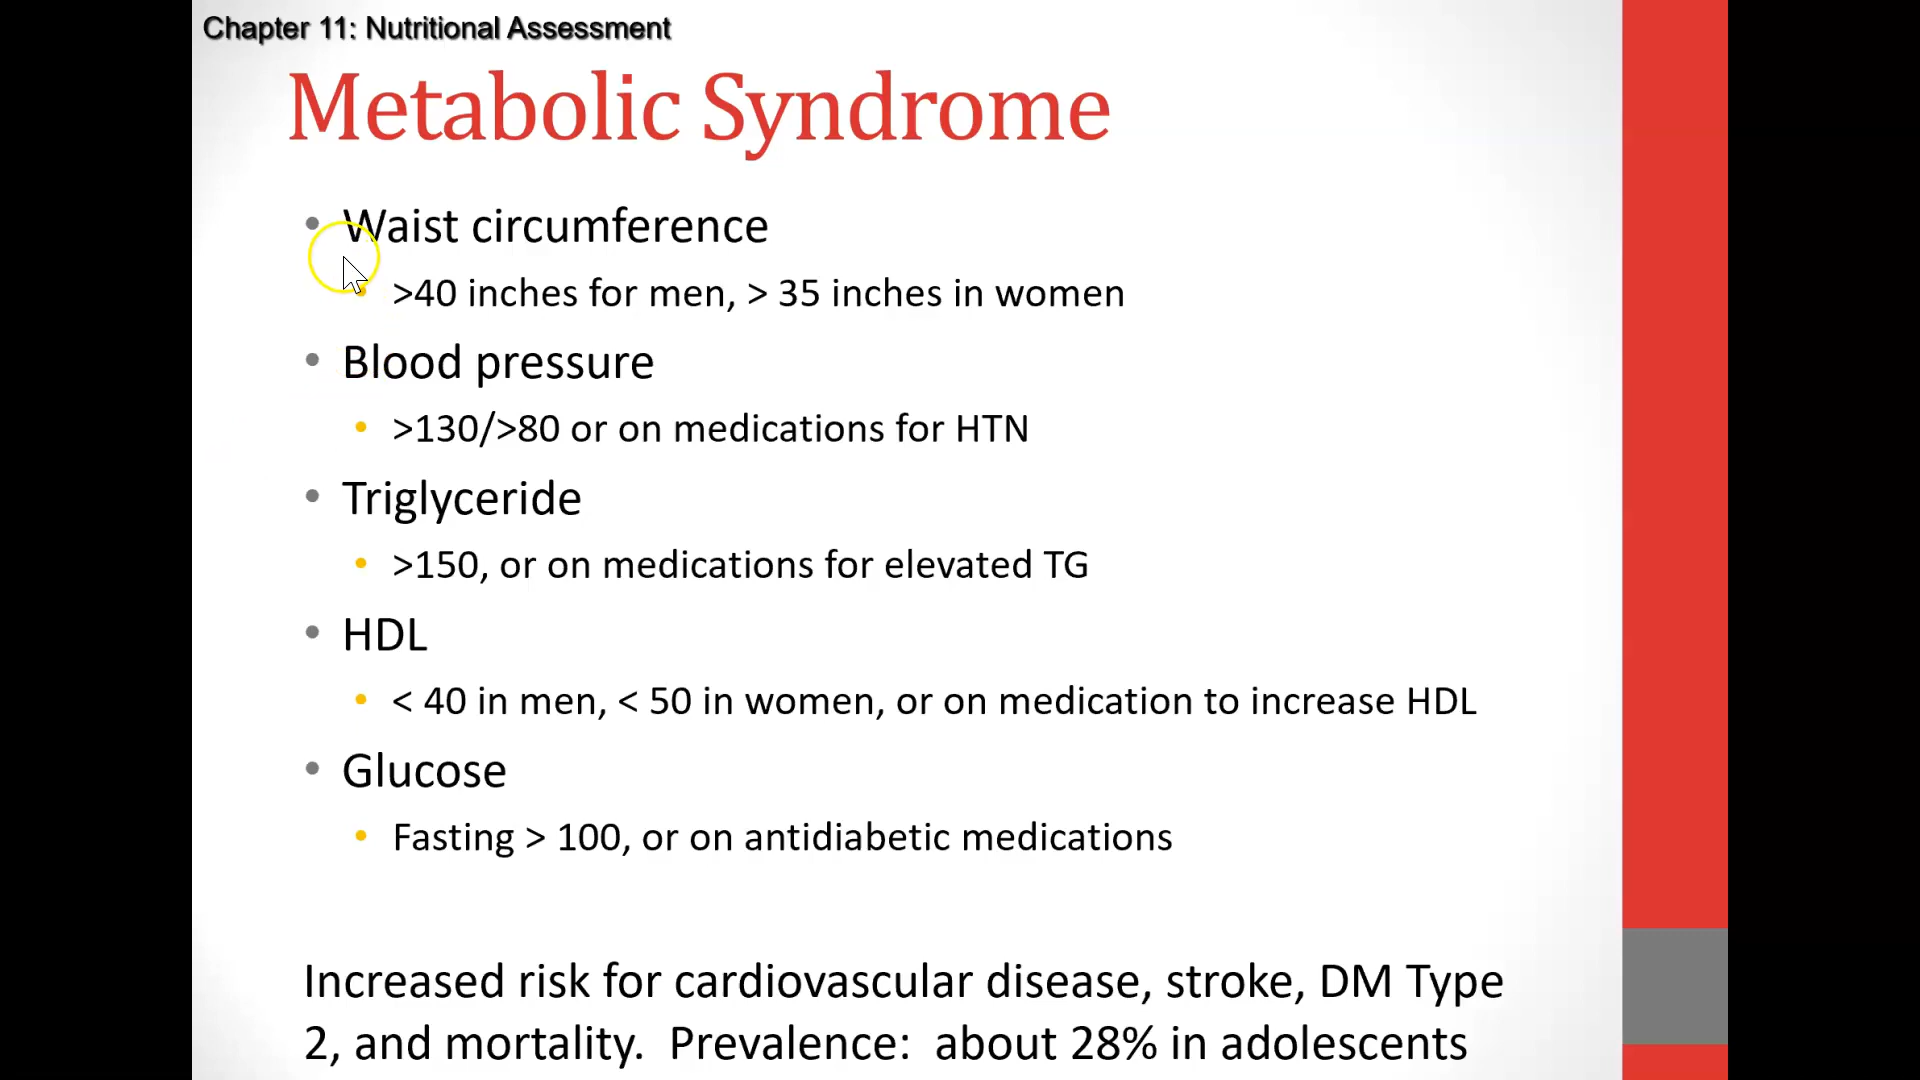 Chapter 11: Nutritional Assessment
Metabolic Syndrome
• Waist circumference
• >40 inches for men, > 35 inches in women
• Blood pressure
• >130/>80 or on medications for HTN
• Triglyceride
• >150, or on medications for elevated TG
• HDL
• < 40 in men, < 50 in women, or on medication to increase HDL
• Glucose
• Fasting > 100, or on antidiabetic medications
Increased risk for cardiovascular disease, stroke, DM Type
2, and mortality.  Prevalence:  about 28% in adolescents